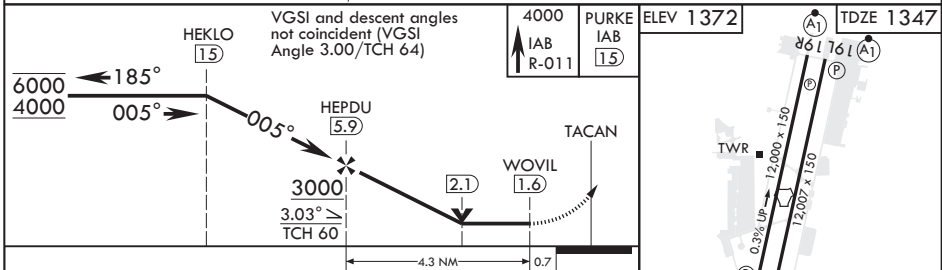 VGSI and descent angles
not coincident (VGSI
Angle 3.00/TCH 64)
4000
IAB
R-011
PURKE
IAB
15
ELEV 1372
TDZE 1347
HEKLO
15
6000
4000
185°
005°
005°
HEPDU
5.9
3000
3.03°
TCH 60
2.1
WOVIL
1.6
TACAN
4.3 NM
0.7
A1
19R
19L
A1
P
P
TWR
12,000 x 150
12,007 x 150
0.3% UP